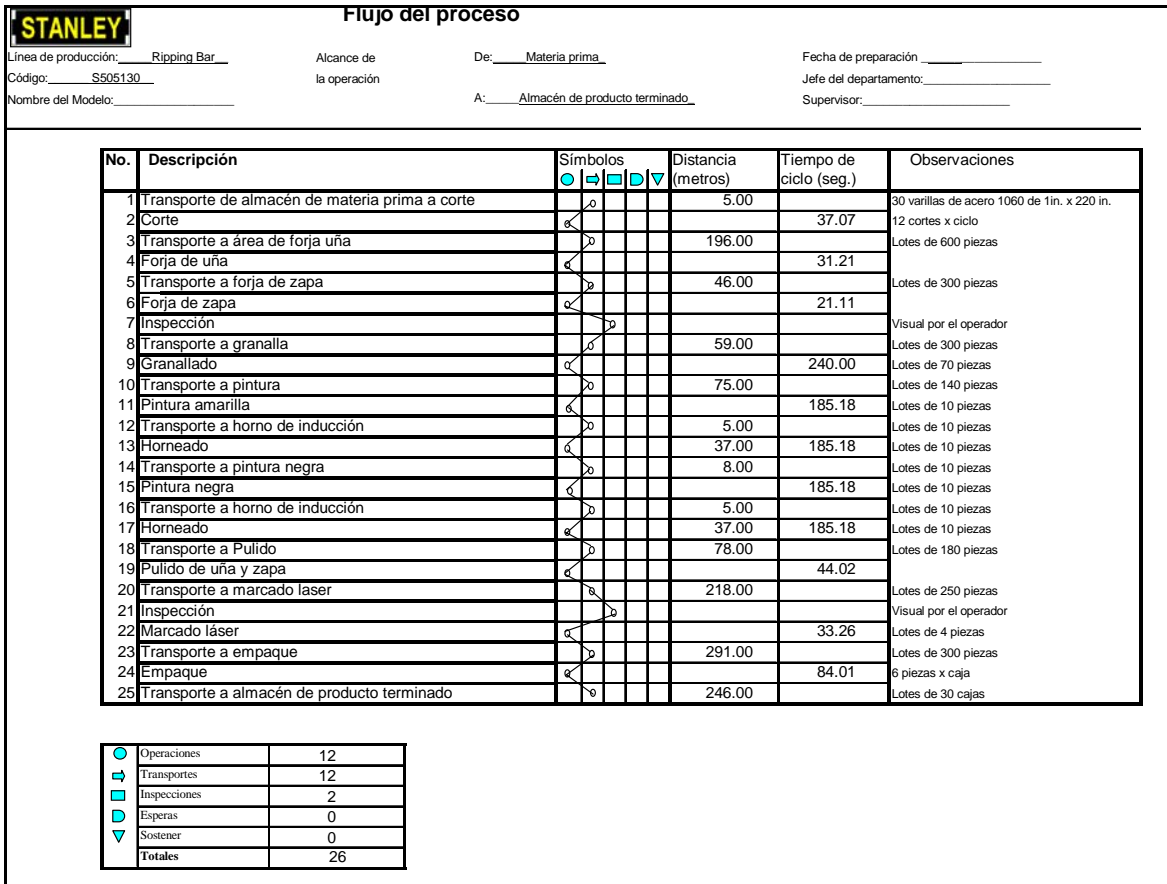 STANLEY
Flujo del proceso
Línea de producción:_____Ripping Bar__ Alcance de De:_____Materia prima_ Fecha de preparación ___________________
Código:_______S505130__ la operación Jefe del departamento:____________________
Nombre del Modelo:___________________ A:_____Almacén de producto terminado_ Supervisor:_______________________
No. Descripción Símbolos Distancia Tiempo de Observaciones
(metros) ciclo (seg.)
1 Transporte de almacén de materia prima a corte 5.00 30 varillas de acero 1060 de 1in. x 220 in.
2 Corte 37.07 12 cortes x ciclo
3 Transporte a área de forja uña 196.00 Lotes de 600 piezas
4 Forja de uña 31.21
5 Transporte a forja de zapa 46.00 Lotes de 300 piezas
6 Forja de zapa 21.11
7 Inspección Visual por el operador
8 Transporte a granalla 59.00 Lotes de 300 piezas
9 Granallado 240.00 Lotes de 70 piezas
10 Transporte a pintura 75.00 Lotes de 140 piezas
11 Pintura amarilla 185.18 Lotes de 10 piezas
12 Transporte a horno de inducción 5.00 Lotes de 10 piezas
13 Horneado 37.00 185.18 Lotes de 10 piezas
14 Transporte a pintura negra 8.00 Lotes de 10 piezas
15 Pintura negra 185.18 Lotes de 10 piezas
16 Transporte a horno de inducción 5.00 Lotes de 10 piezas
17 Horneado 37.00 185.18 Lotes de 10 piezas
18 Transporte a Pulido 78.00 Lotes de 180 piezas
19 Pulido de uña y zapa 44.02
20 Transporte a marcado laser 218.00 Lotes de 250 piezas
21 Inspección Visual por el operador
22 Marcado láser 33.26 Lotes de 4 piezas
23 Transporte a empaque 291.00 Lotes de 300 piezas
24 Empaque 84.01 6 piezas x caja
25 Transporte a almacén de producto terminado 246.00 Lotes de 30 cajas
Operaciones 12
Transportes 12
Inspecciones 2
Esperas 0
Sostener 0
Totales 26